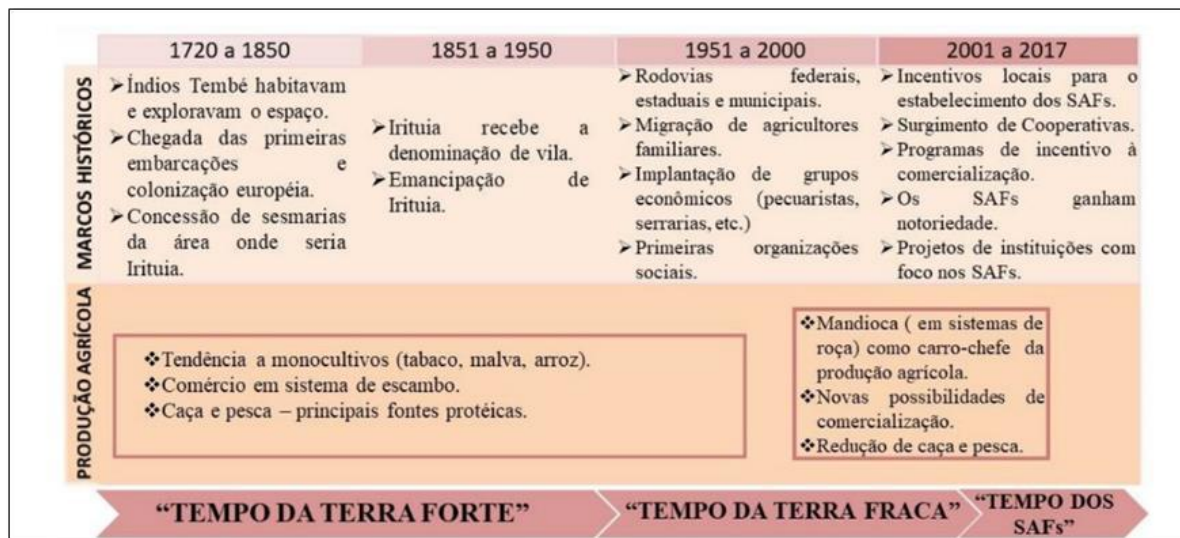 1720 a 1850
1851 a 1950
1951 a 2000
2001 a 2017
MARCOS HISTÓRICOS
➢Índios Tembé habitavam
e exploravam o espaço.
➢Chegada das primeiras
embarcações e
colonização européia.
➢Concessão de sesmarias
da área onde seria
Irituia.
➢Irituia recebe a
denominação de vila.
➢Emancipação de
Irituia.
➢Rodovias federais,
estaduais e municipais.
➢Migração de agricultores
familiares.
➢Implantação de grupos
econômicos (pecuaristas,
serrarias, etc.)
➢Primeiras organizações
sociais.
➢Incentivos locais para o
estabelecimento dos SAFs.
➢Surgimento de Cooperativas.
➢Programas de incentivo à
comercialização.
➢Os SAFs ganham
notoriedade.
➢Projetos de instituições com
foco nos SAFs.
PRODUÇÃO AGRÍCOLA
❖Tendência a monocultivos (tabaco, malva, arroz).
❖Comércio em sistema de escambo.
❖Caça e pesca – principais fontes protéicas.
❖Mandioca ( em sistemas de
roça) como carro-chefe da
produção agrícola.
❖Novas possibilidades de
comercialização.
❖Redução de caça e pesca.
“TEMPO DA TERRA FORTE”
“TEMPO DA TERRA FRACA”
“TEMPO DOS
SAFs”